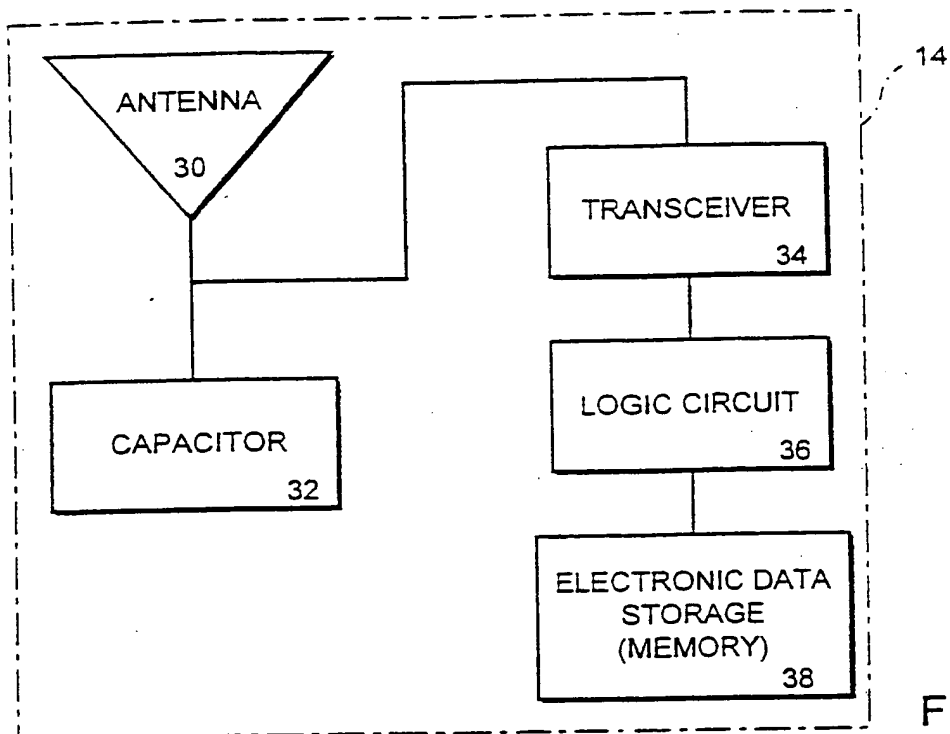 14
ANTENNA
30
TRANSCEIVER
34
CAPACITOR
32
LOGIC CIRCUIT
36
ELECTRONIC DATA
STORAGE
(MEMORY)
38
F